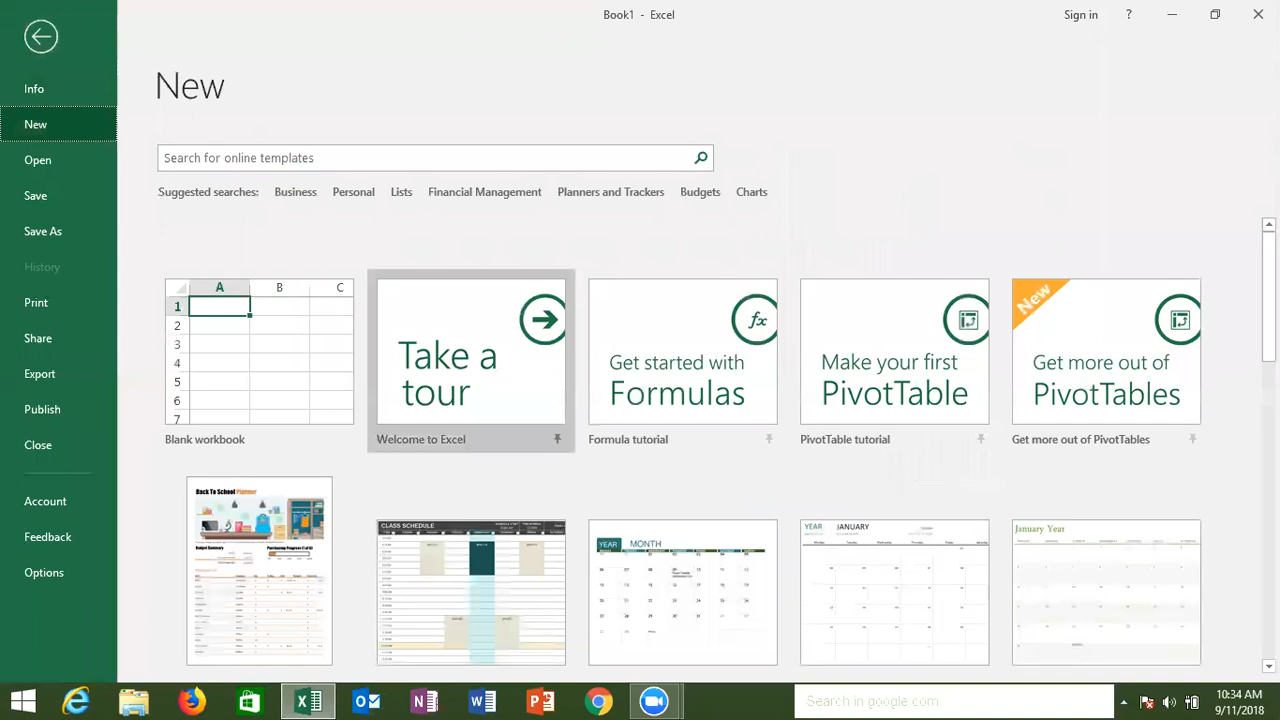 Book1 - Excel
Sign in ?
Info
New
Open
Save
Save As
History
Print
Share
Export
Publish
Close
Account
Feedback
Options
New
Search for online templates
Suggested searches: Business Personal Lists Financial Management Planners and Trackers Budgets Charts
A B C
1
2
3
4
5
6
7
Blank workbook
Take a
tour
Welcome to Excel
fx
Get started with
Formulas
Formula tutorial
Make your first
PivotTable
PivotTable tutorial
New
Get more out of
PivotTables
Get more out of PivotTables
Back To School Planner
Budget Summary
CLASS SCHEDULE
YEAR MONTH
YEAR JANUARY
January Year
Search in google.com
10:34 AM
9/11/2018